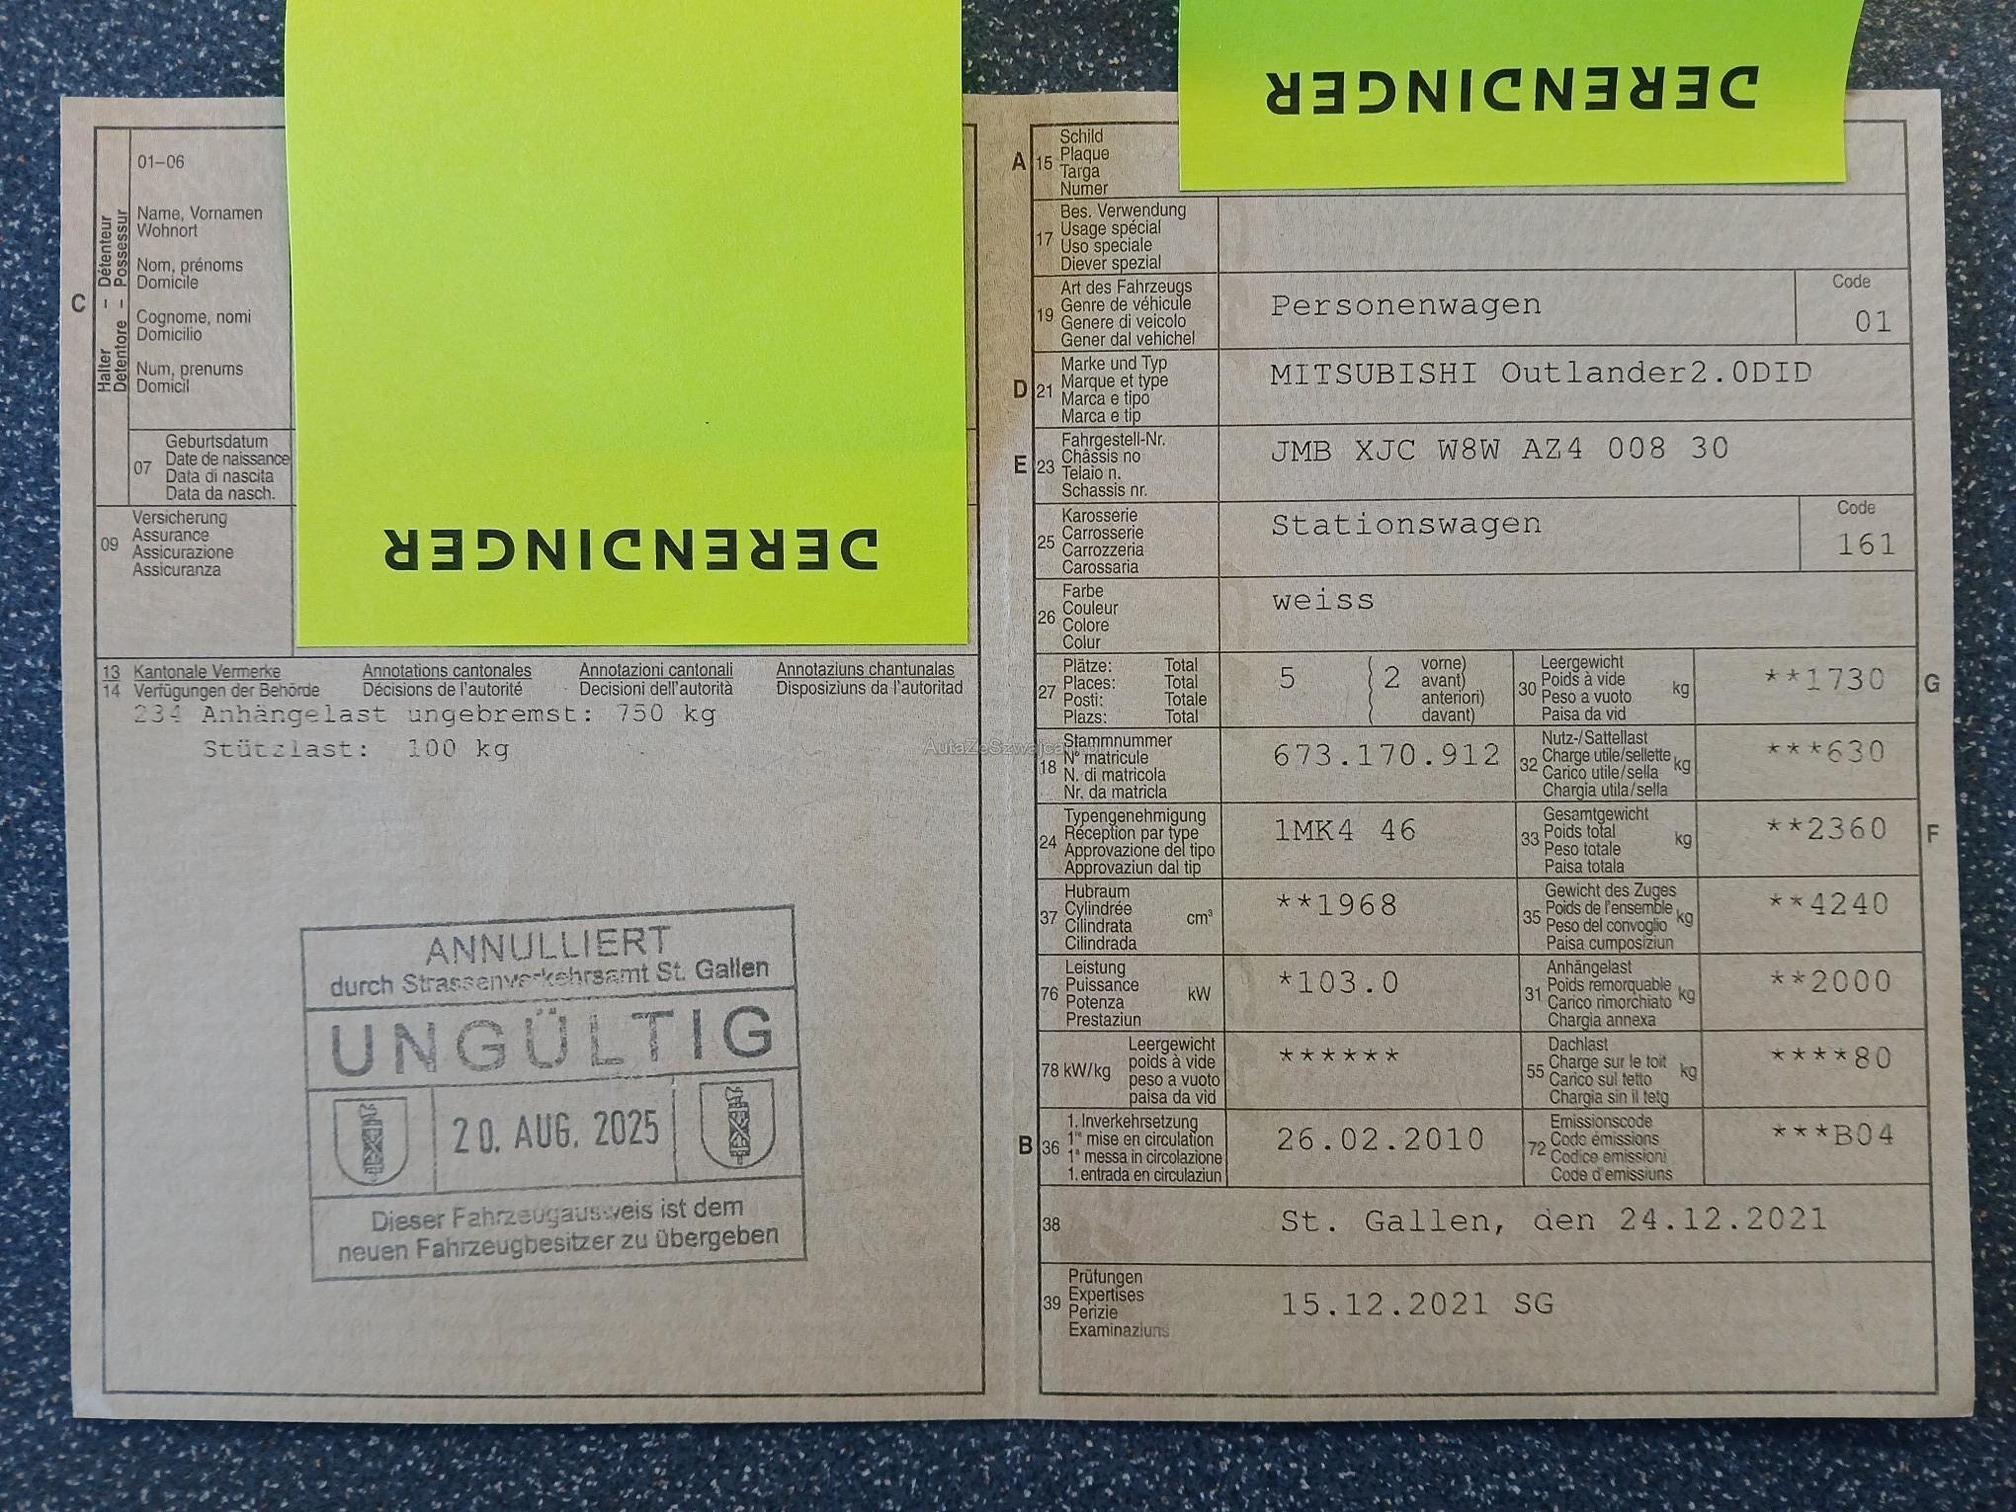 DERENDINGER
DERENDINGER
C
Halter – Détenteur
Detentore – Possessur
01–06
Name, Vornamen
Wohnort
Nom, prénoms
Domicile
Cognome, nomi
Domicilio
Num, prenums
Domicil
07
Geburtsdatum
Date de naissance
Data di nascita
Data da nasch.
09
Versicherung
Assurance
Assicurazione
Assicuranza
13 Kantonale Vermerke Annotations cantonales Annotazioni cantonali Annotaziuns chantunalas
14 Verfügungen der Behörde Décisions de l'autorité Decisioni dell'autorità Disposiziuns da l'autoritad
234 Anhängelast ungebremst: 750 kg
Stützlast: 100 kg
ANNULLIERT
durch Strassenverkehrsamt St. Gallen
UNGÜLTIG
20. AUG. 2025
Dieser Fahrzeugausweis ist dem
neuen Fahrzeugbesitzer zu übergeben
A 15
Schild
Plaque
Targa
Numer
17
Bes. Verwendung
Usage spécial
Uso speciale
Diever spezial
19
Art des Fahrzeugs
Genre de véhicule
Genere di veicolo
Gener dal vehichel
Personenwagen
Code
01
D 21
Marke und Typ
Marque et type
Marca e tipo
Marca e tip
MITSUBISHI Outlander2.0DID
E 23
Fahrgestell-Nr.
Châssis no
Telaio n.
Schassis nr.
JMB XJC W8W AZ4 008 30
25
Karosserie
Carrosserie
Carrozzeria
Carossaria
Stationswagen
Code
161
26
Farbe
Couleur
Colore
Colur
weiss
27
Plätze: Total
Places: Total
Posti: Totale
Plazs: Total
5 2
vorne)
avant)
anteriori)
davant)
30
Leergewicht
Poids à vide
Peso a vuoto
Paisa da vid
kg
**1730
G
18
Stammnummer
N° matricule
N. di matricola
Nr. da matricla
673.170.912
32
Nutz-/Sattellast
Charge utile/sellette
Carico utile/sella
Chargia utila/sella
kg
***630
24
Typengenehmigung
Réception par type
Approvazione del tipo
Approvaziun dal tip
1MK4 46
33
Gesamtgewicht
Poids total
Peso totale
Paisa totala
kg
**2360
F
37
Hubraum
Cylindrée
Cilindrata
Cilindrada
cm³
**1968
35
Gewicht des Zuges
Poids de l'ensemble
Peso del convoglio
Paisa cumposiziun
kg
**4240
76
Leistung
Puissance
Potenza
Prestaziun
kW
*103.0
31
Anhängelast
Poids remorquable
Carico rimorchiato
Chargia annexa
kg
**2000
78 kW/kg
Leergewicht
poids à vide
peso a vuoto
paisa da vid
******
55
Dachlast
Charge sur le toit
Carico sul tetto
Chargia sin il tetg
kg
****80
B 36
1. Inverkehrsetzung
1re mise en circulation
1a messa in circolazione
1. entrada en circulaziun
26.02.2010
72
Emissionscode
Code émissions
Codice emissioni
Code d'emissiuns
***B04
38
St. Gallen, den 24.12.2021
39
Prüfungen
Expertises
Perizie
Examinaziuns
15.12.2021 SG